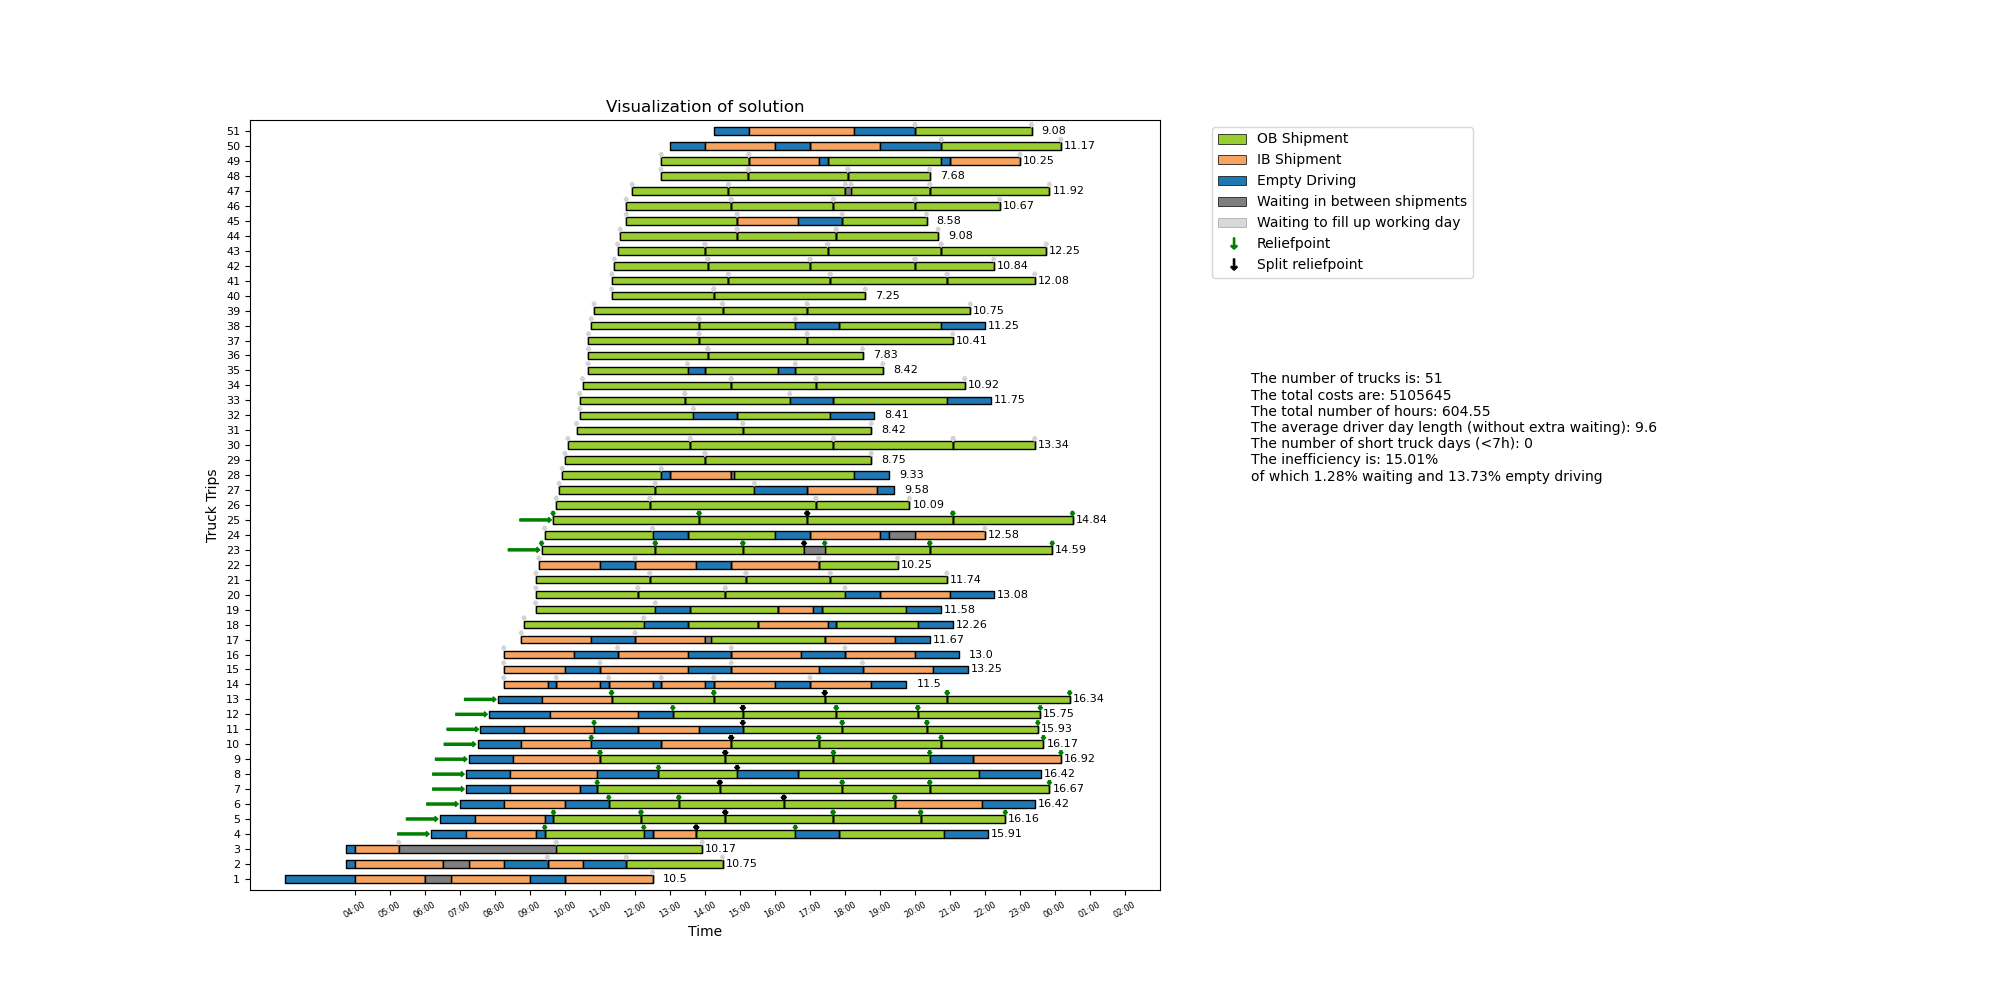 Visualization of solution
51 9.08
50 11.17
49 10.25
48 7.68
47 11.92
46 10.67
45 8.58
44 9.08
43 12.25
42 10.84
41 12.08
40 7.25
39 10.75
38 11.25
37 10.41
36 7.83
35 8.42
34 10.92
33 11.75
32 8.41
31 8.42
30 13.34
29 8.75
28 9.33
27 9.58
26 10.09
25 14.84
24 12.58
23 14.59
22 10.25
21 11.74
20 13.08
19 11.58
18 12.26
17 11.67
16 13.0
15 13.25
14 11.5
13 16.34
12 15.75
11 15.93
10 16.17
9 16.92
8 16.42
7 16.67
6 16.42
5 16.16
4 15.91
3 10.17
2 10.75
1 10.5
Truck Trips
04:00 05:00 06:00 07:00 08:00 09:00 10:00 11:00 12:00 13:00 14:00 15:00 16:00 17:00 18:00 19:00 20:00 21:00 22:00 23:00 00:00 01:00 02:00
Time
OB Shipment
IB Shipment
Empty Driving
Waiting in between shipments
Waiting to fill up working day
Reliefpoint
Split reliefpoint
The number of trucks is: 51
The total costs are: 5105645
The total number of hours: 604.55
The average driver day length (without extra waiting): 9.6
The number of short truck days (<7h): 0
The inefficiency is: 15.01%
of which 1.28% waiting and 13.73% empty driving